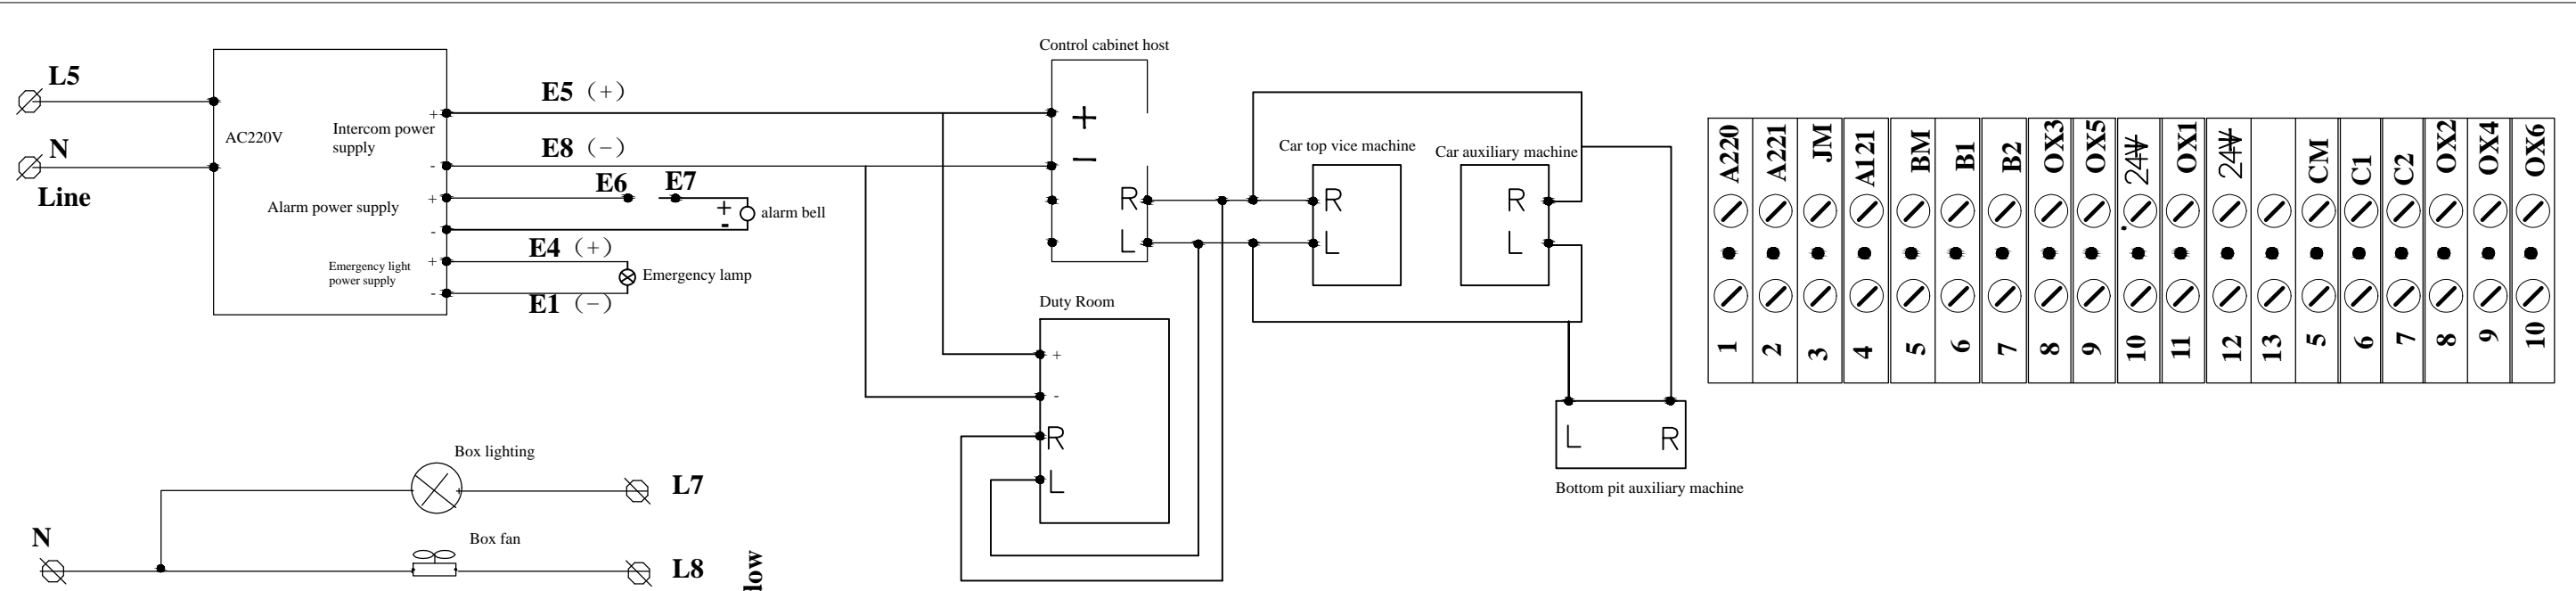 Control cabinet host
L5
E5（+）
AC220V
+
Intercom power
supply
-
E8（-）
N
Line
+
-
Car top vice machine
Car auxiliary machine
+
Alarm power supply
-
E6
E7
+
-
alarm bell
E4（+）
Emergency light
power supply
+
-
Emergency lamp
E1（-）
R
L
R
L
R
L
Duty Room
+
-
R
L
L
R
Bottom pit auxiliary machine
Box lighting
L7
N
Box fan
L8
low
A220
A221
JM
A121
BM
B1
B2
OX3
OX5
24V
OX1
24V
CM
C1
C2
OX2
OX4
OX6
1
2
3
4
5
6
7
8
9
10
11
12
13
5
6
7
8
9
10